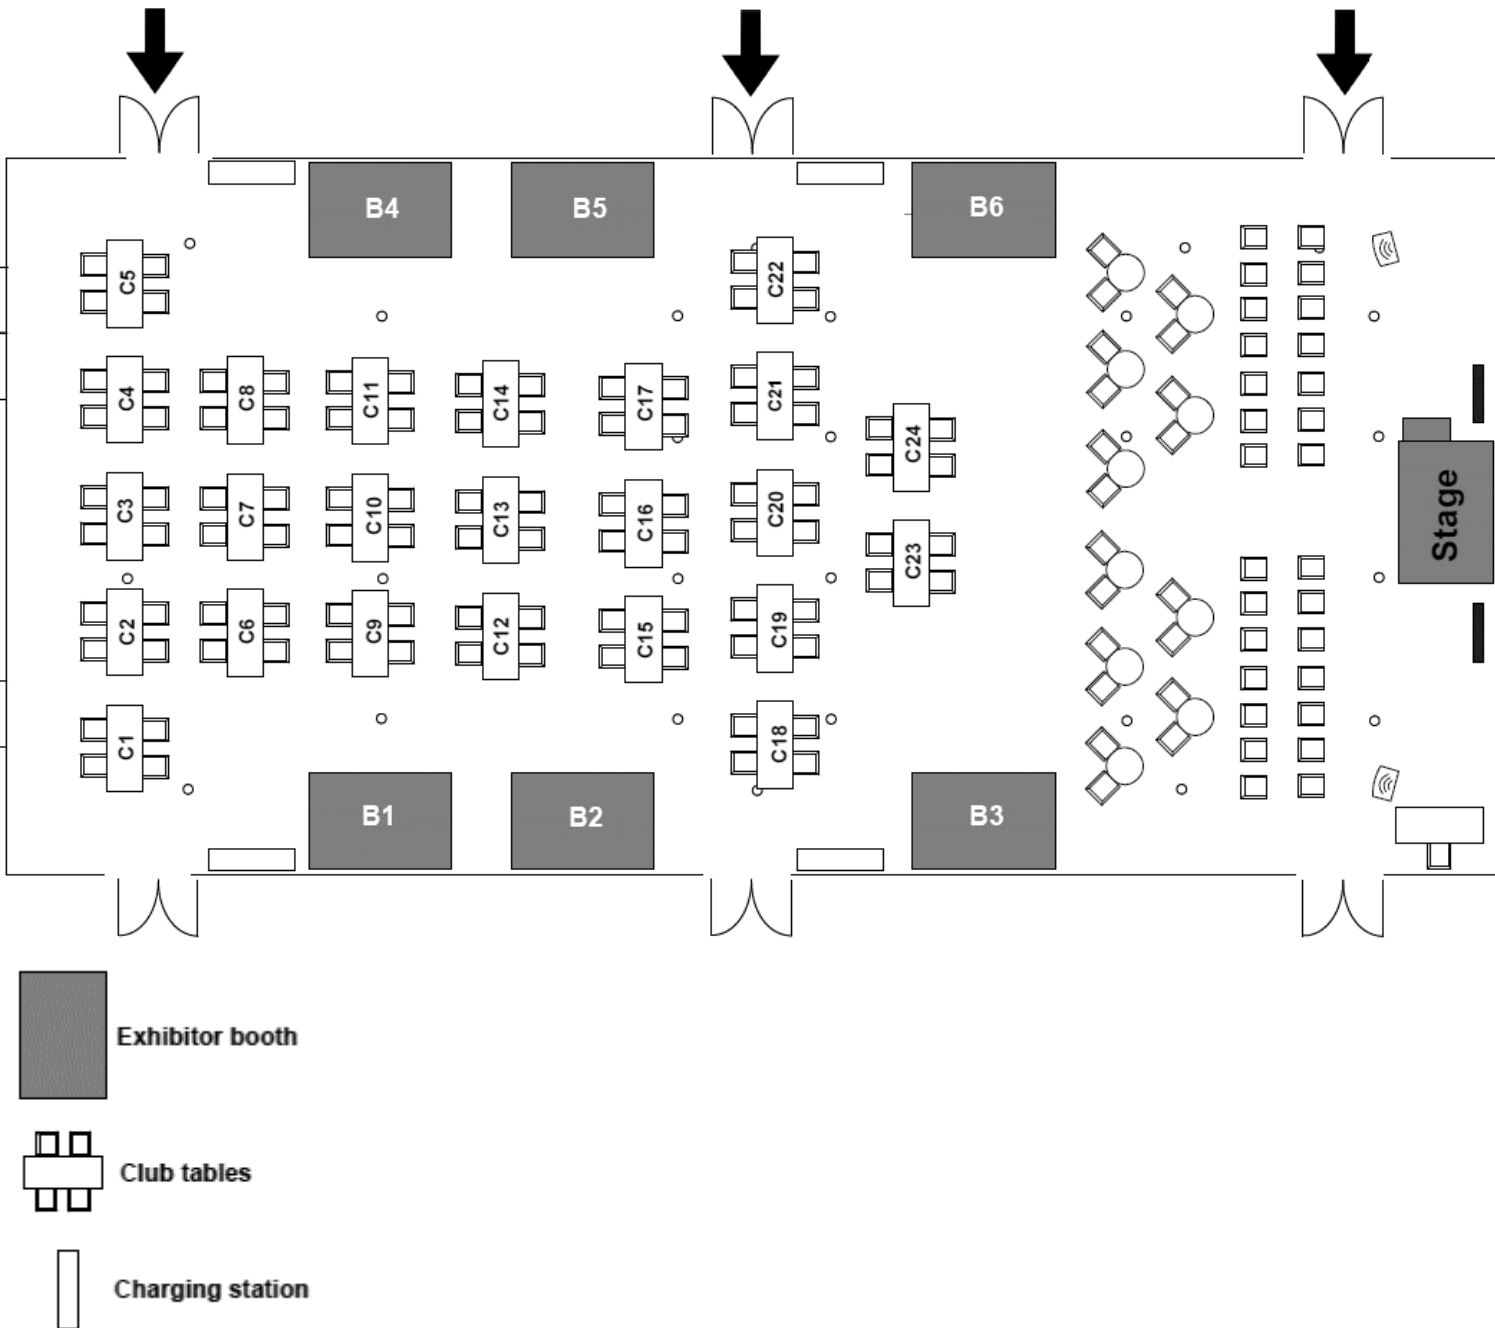 B4
B5
B6
C5
C22
C4
C8
C11
C14
C17
C21
C24
C3
C7
C10
C13
C16
C20
C23
Stage
C2
C6
C9
C12
C15
C19
C1
C18
B1
B2
B3
Exhibitor booth
Club tables
Charging station